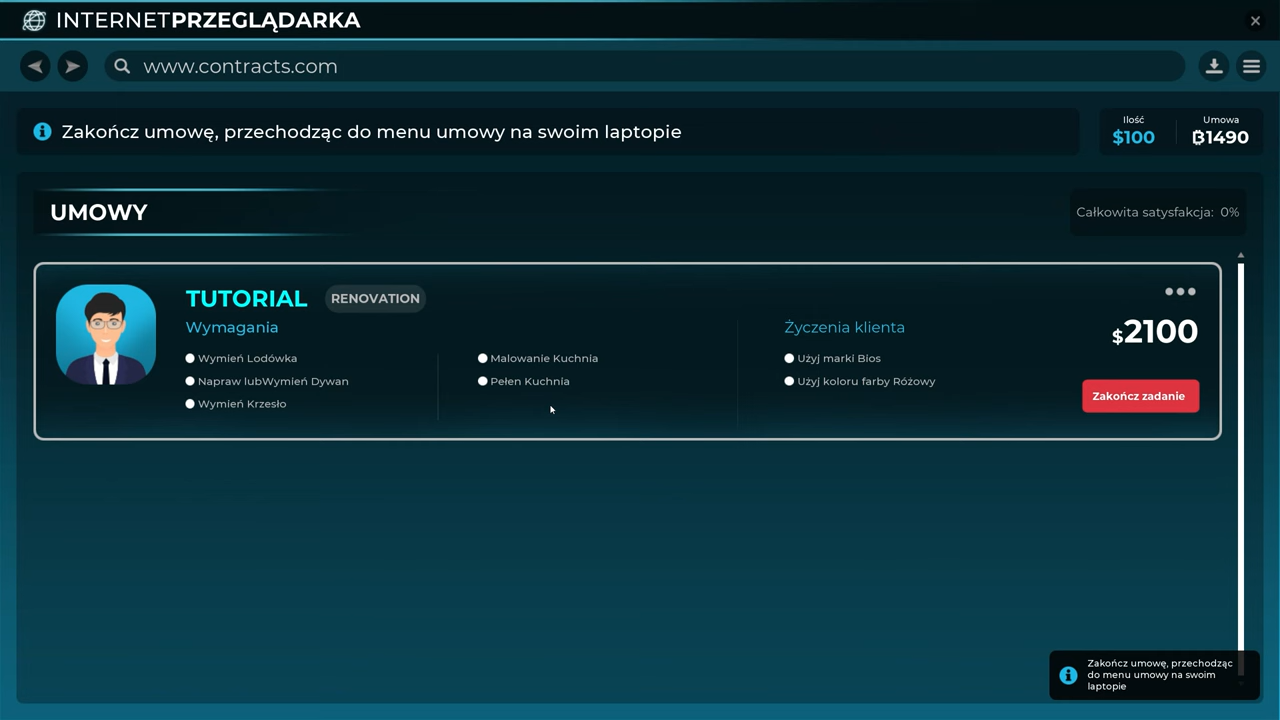 INTERNETPRZEGLĄDARKA
www.contracts.com
Zakończ umowę, przechodząc do menu umowy na swoim laptopie
Ilość
$100
Umowa
₿1490
UMOWY
Całkowita satysfakcja: 0%
TUTORIAL
RENOVATION
Wymagania
Wymień Lodówka
Napraw lubWymień Dywan
Wymień Krzesło
Malowanie Kuchnia
Pełen Kuchnia
Życzenia klienta
Użyj marki Bios
Użyj koloru farby Różowy
$2100
Zakończ zadanie
Zakończ umowę, przechodząc
do menu umowy na swoim
laptopie